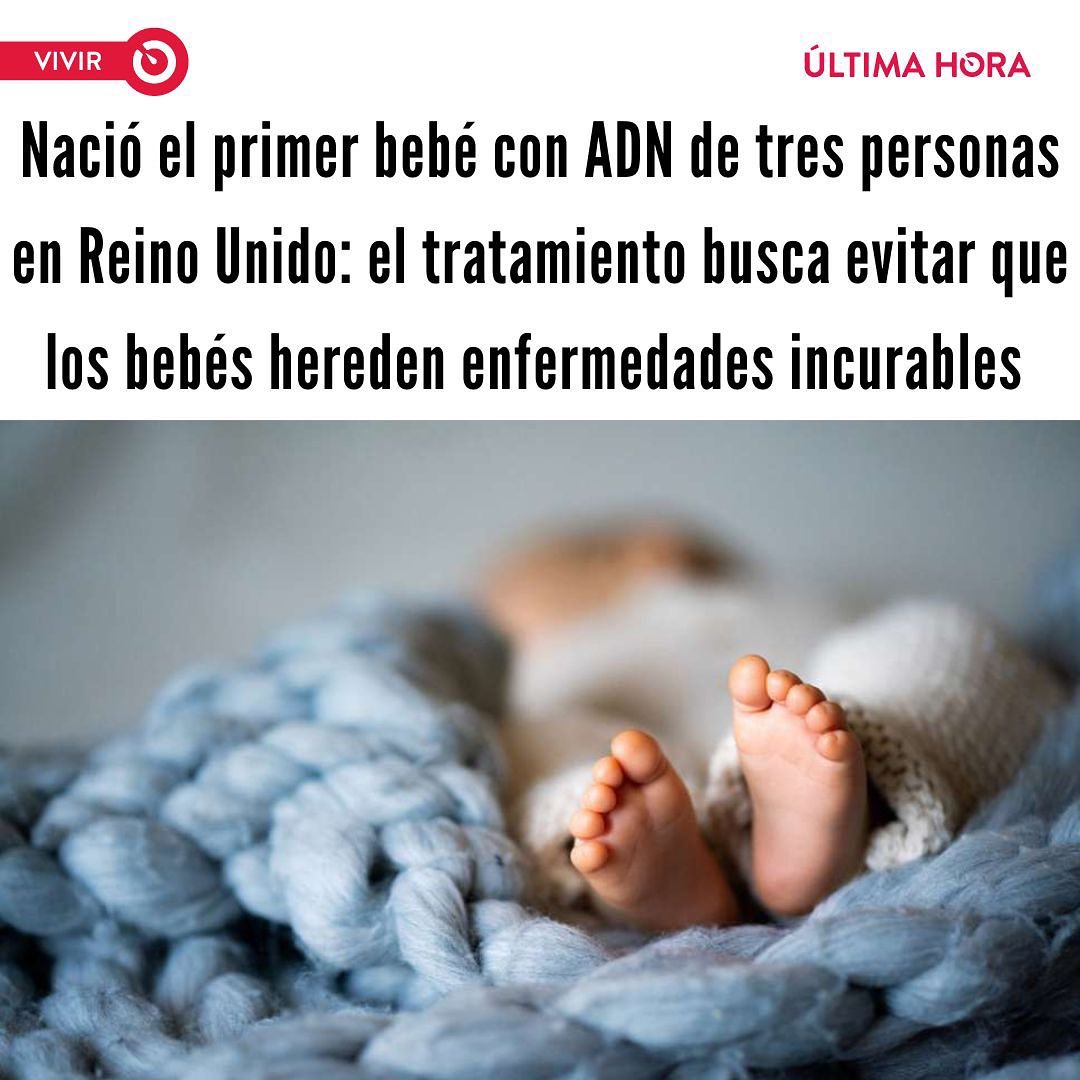 VIVIR
ÚLTIMA HORA
Nació el primer bebé con ADN de tres personas
en Reino Unido: el tratamiento busca evitar que
los bebés hereden enfermedades incurables